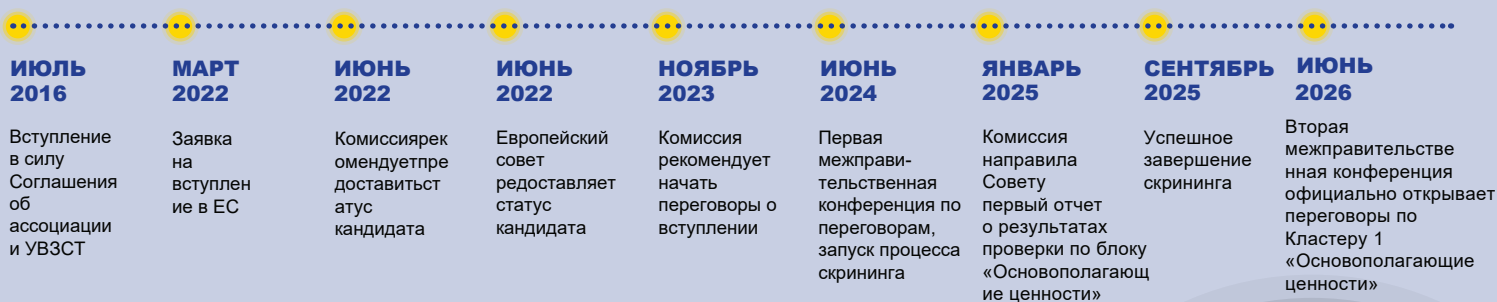 ИЮЛЬ
2016
Вступление
в силу
Соглашения
об
ассоциации
и УВЗСТ
МАРТ
2022
Заявка
на
вступлен
ие в ЕС
ИЮНЬ
2022
Комиссиярек
омендуетпре
доставитьст
атус
кандидата
ИЮНЬ
2022
Европейский
совет
редоставляет
статус
кандидата
НОЯБРЬ
2023
Комиссия
рекомендует
начать
переговоры о
вступлении
ИЮНЬ
2024
Первая
межправи-
тельственная
конференция по
переговорам,
запуск процесса
скрининга
ЯНВАРЬ
2025
Комиссия
направила
Совету
первый отчет
о результатах
проверки по блоку
«Основополагающ
ие ценности»
СЕНТЯБРЬ
2025
Успешное
завершение
скрининга
ИЮНЬ
2026
Вторая
межправительстве
нная конференция
официально открывает
переговоры по
Кластеру 1
«Основополагающие
ценности»